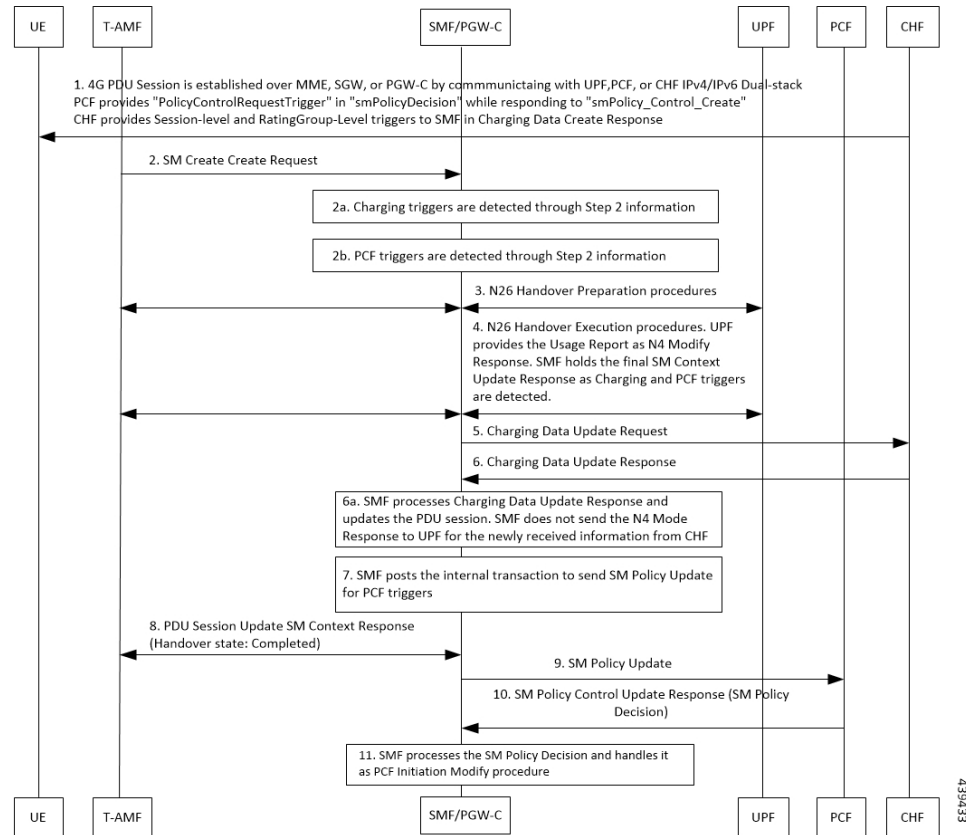 UE
T-AMF
SMF/PGW-C
UPF
PCF
CHF
1. 4G PDU Session is established over MME, SGW, or PGW-C by commmunictaing with UPF,PCF, or CHF IPv4/IPv6 Dual-stack
PCF provides "PolicyControlRequestTrigger" in "smPolicyDecision" while responding to "smPolicy_Control_Create"
CHF provides Session-level and RatingGroup-Level triggers to SMF in Charging Data Create Response
2. SM Create Create Request
2a. Charging triggers are detected through Step 2 information
2b. PCF triggers are detected through Step 2 information
3. N26 Handover Preparation procedures
4. N26 Handover Execution procedures. UPF
provides the Usage Report as N4 Modify
Response. SMF holds the final SM Context
Update Response as Charging and PCF triggers
are detected.
5. Charging Data Update Request
6. Charging Data Update Response
6a. SMF processes Charging Data Update Response and
updates the PDU session. SMF does not send the N4 Mode
Response to UPF for the newly received information from CHF
7. SMF posts the internal transaction to send SM Policy Update
for PCF triggers
8. PDU Session Update SM Context Response
(Handover state: Completed)
9. SM Policy Update
10. SM Policy Control Update Response (SM Policy
Decision)
11. SMF processes the SM Policy Decision and handles it
as PCF Initiation Modify procedure
UE
T-AMF
SMF/PGW-C
UPF
PCF
CHF
439433